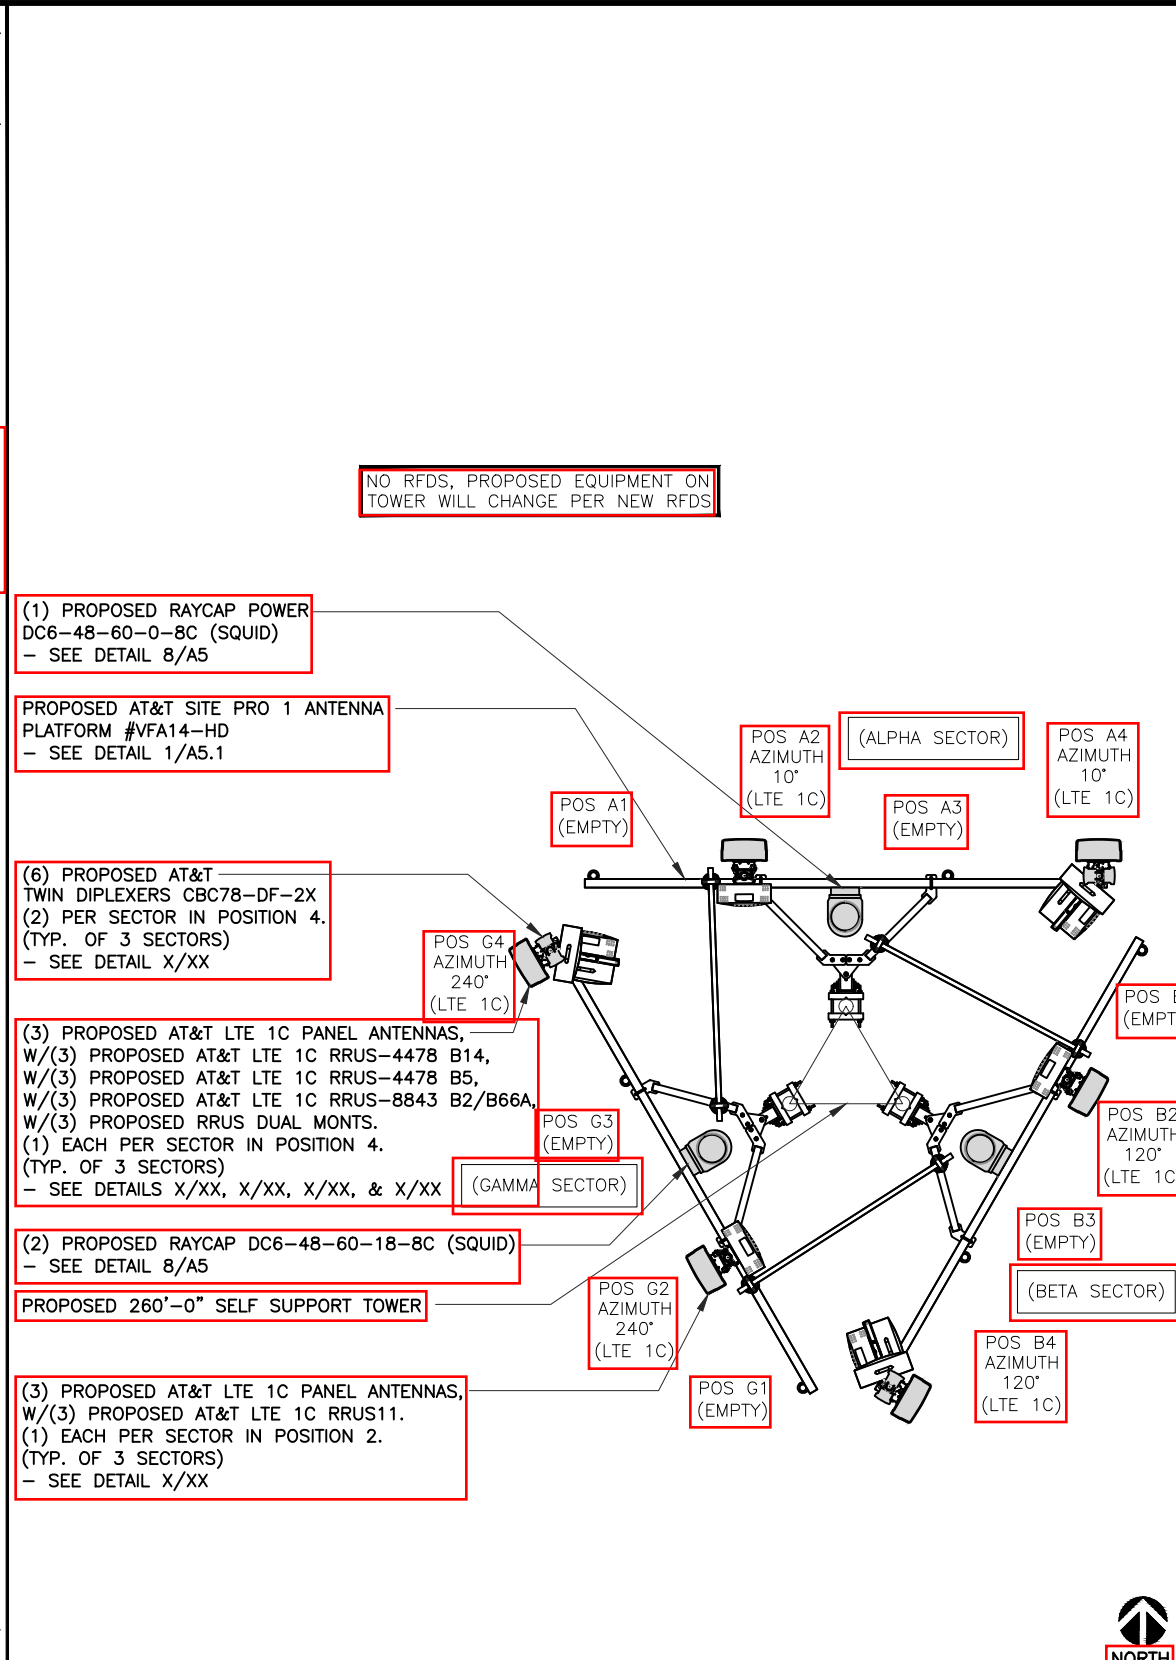 NO RFDS, PROPOSED EQUIPMENT ON
TOWER WILL CHANGE PER NEW RFDS
(1) PROPOSED RAYCAP POWER
DC6-48-60-0-8C (SQUID)
- SEE DETAIL 8/A5
PROPOSED AT&T SITE PRO 1 ANTENNA
PLATFORM #VFA14-HD
- SEE DETAIL 1/A5.1
(6) PROPOSED AT&T
TWIN DIPLEXERS CBC78-DF-2X
(2) PER SECTOR IN POSITION 4.
(TYP. OF 3 SECTORS)
- SEE DETAIL X/XX
(3) PROPOSED AT&T LTE 1C PANEL ANTENNAS,
W/(3) PROPOSED AT&T LTE 1C RRUS-4478 B14,
W/(3) PROPOSED AT&T LTE 1C RRUS-4478 B5,
W/(3) PROPOSED AT&T LTE 1C RRUS-8843 B2/B66A,
W/(3) PROPOSED RRUS DUAL MONTS.
(1) EACH PER SECTOR IN POSITION 4.
(TYP. OF 3 SECTORS)
- SEE DETAILS X/XX, X/XX, X/XX, & X/XX
(2) PROPOSED RAYCAP DC6-48-60-18-8C (SQUID)
- SEE DETAIL 8/A5
PROPOSED 260'-0" SELF SUPPORT TOWER
(3) PROPOSED AT&T LTE 1C PANEL ANTENNAS,
W/(3) PROPOSED AT&T LTE 1C RRUS11.
(1) EACH PER SECTOR IN POSITION 2.
(TYP. OF 3 SECTORS)
- SEE DETAIL X/XX
POS A1
(EMPTY)
POS A2
AZIMUTH
10°
(LTE 1C)
(ALPHA SECTOR)
POS A3
(EMPTY)
POS A4
AZIMUTH
10°
(LTE 1C)
POS G4
AZIMUTH
240°
(LTE 1C)
POS G3
(EMPTY)
(GAMMA SECTOR)
POS G2
AZIMUTH
240°
(LTE 1C)
POS G1
(EMPTY)
POS
(EMPT
POS B2
AZIMUTH
120°
(LTE 1C
POS B3
(EMPTY)
(BETA SECTOR)
POS B4
AZIMUTH
120°
(LTE 1C)
NORTH